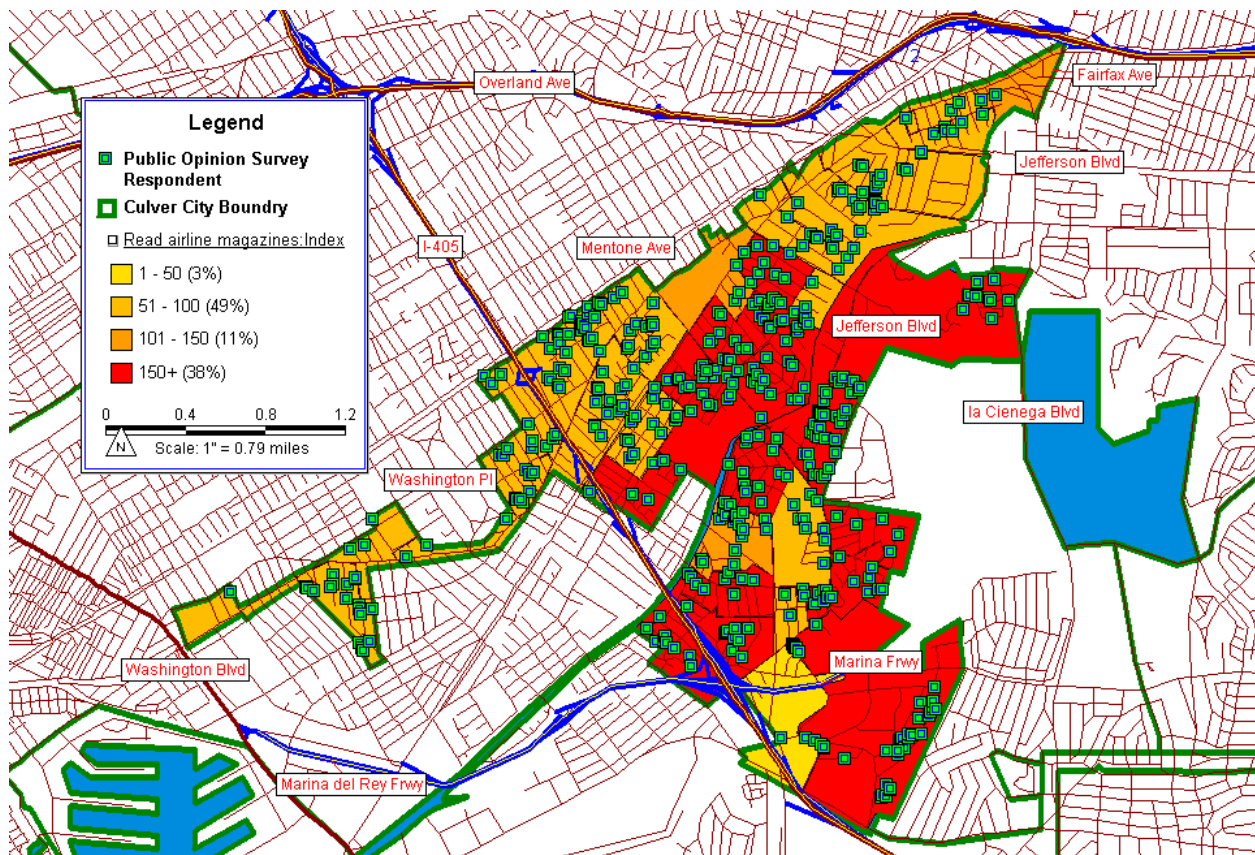 2
Overland Ave
Fairfax Ave
Legend
Public Opinion Survey
Respondent
Culver City Boundry
Read airline magazines:Index
1 - 50 (3%)
51 - 100 (49%)
101 - 150 (11%)
150+ (38%)
0 0.4 0.8 1.2
N
Scale: 1" = 0.79 miles
Jefferson Blvd
I-405
Mentone Ave
Jefferson Blvd
la Cienega Blvd
Washington Pl
Washington Blvd
Marina Frwy
Marina del Rey Frwy